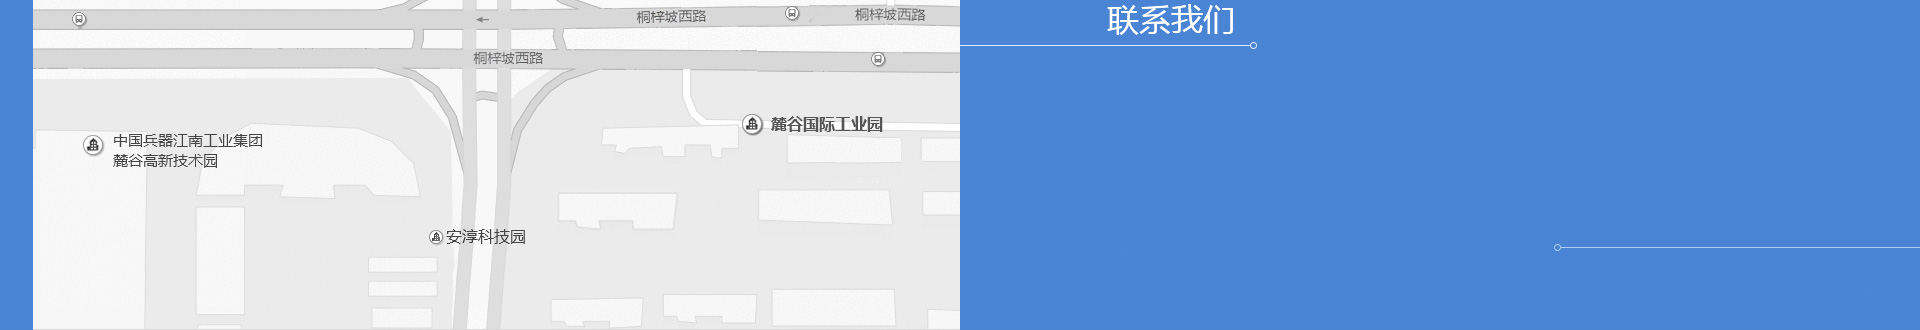 桐梓坡西路
桐梓坡西路
桐梓坡西路
麓谷国际工业园
中国兵器江南工业集团
麓谷高新技术园
安淳科技园
联系我们